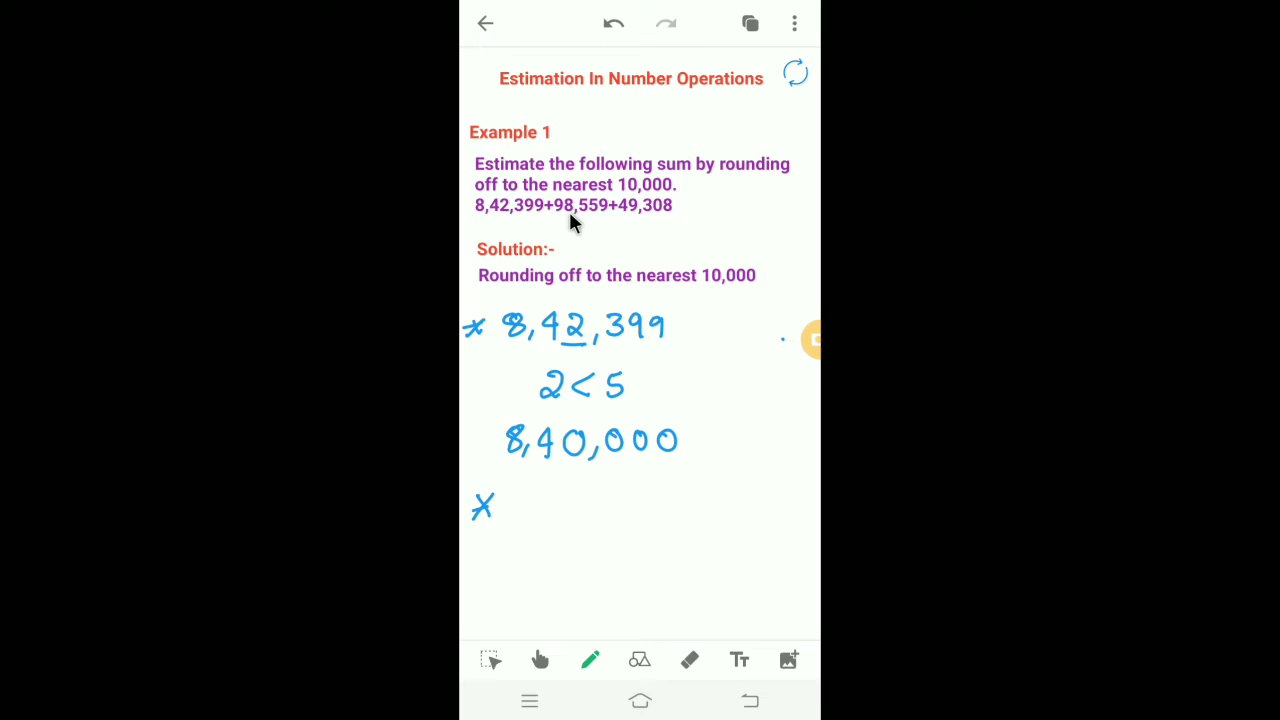 Estimation In Number Operations
Example 1
Estimate the following sum by rounding
off to the nearest 10,000.
8,42,399+98,559+49,308
Solution:-
Rounding off to the nearest 10,000
* 8,42,399
2 < 5
8,40,000
*
Tт